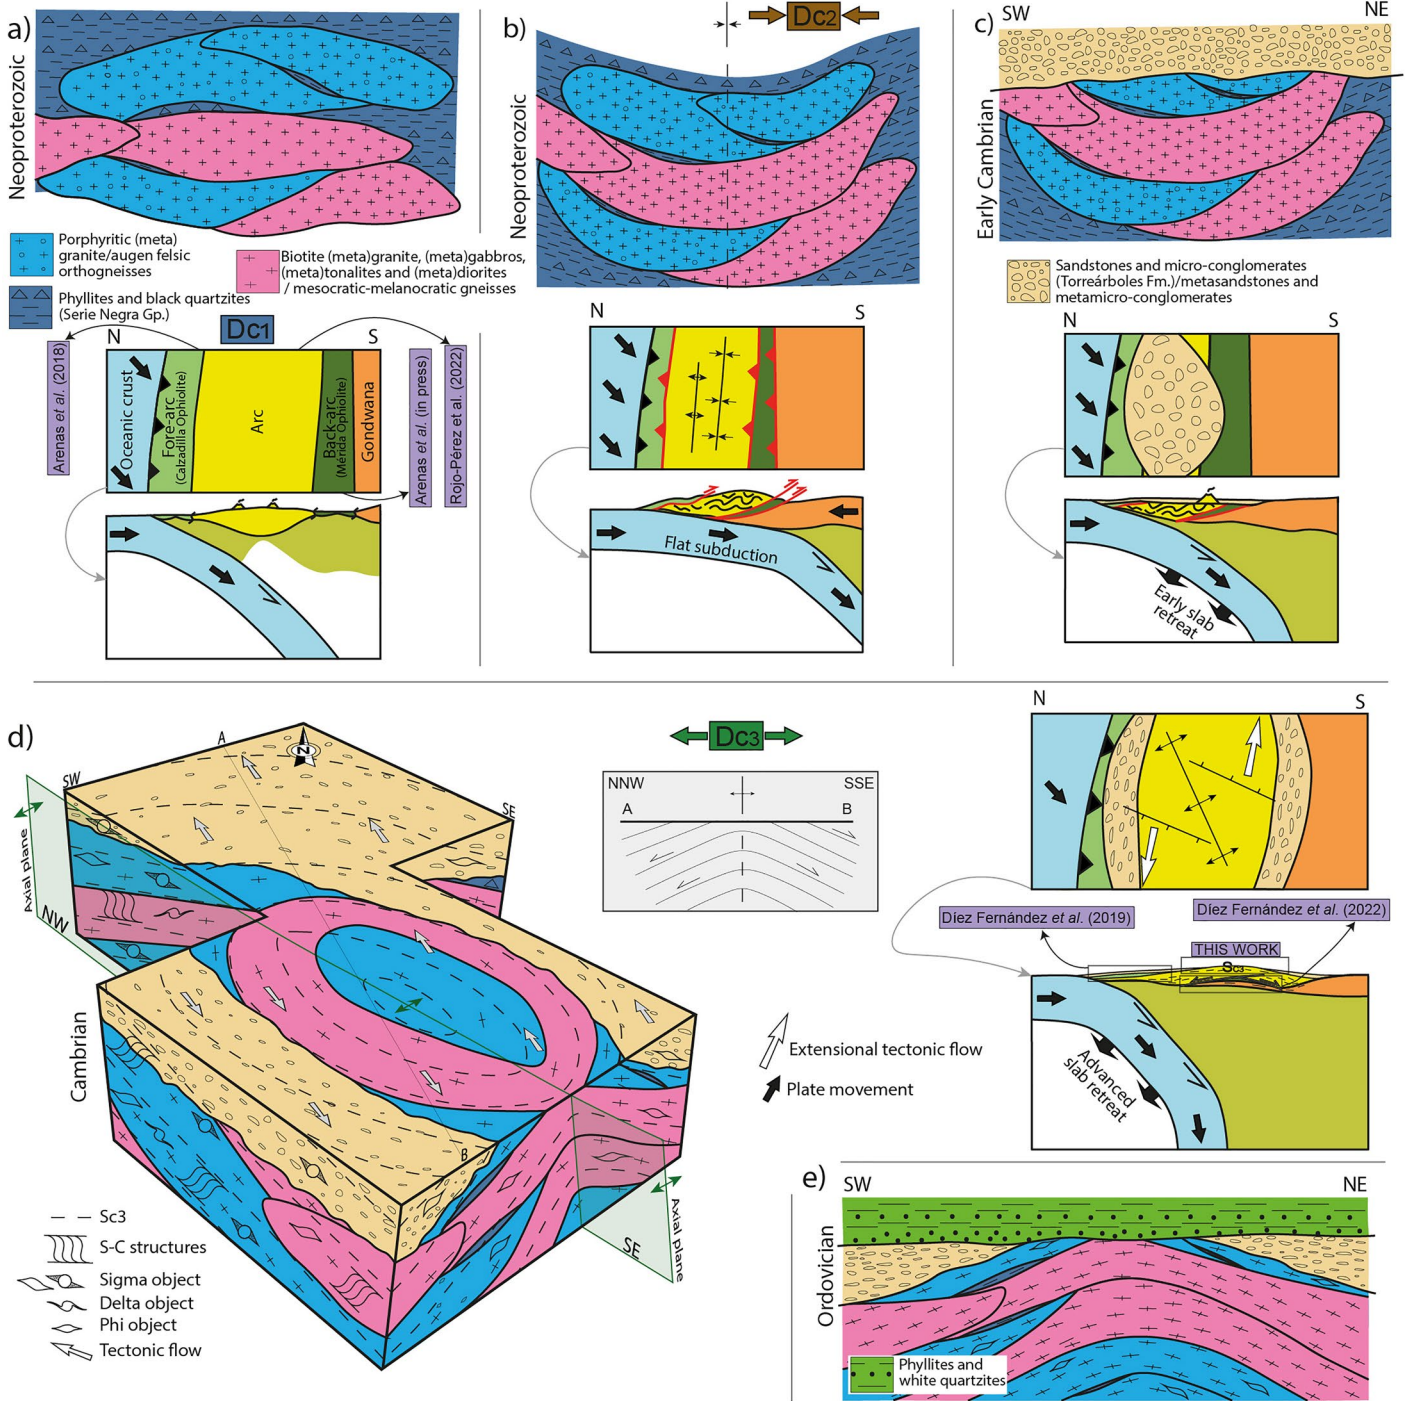 a)
Neoproterozoic
Porphyritic (meta)
granite/augen felsic
orthogneisses
Biotite (meta)granite, (meta)gabbros,
(meta)tonalites and (meta)diorites
/ mesocratic-melanocratic gneisses
Phyllites and black quartzites
(Serie Negra Gp.)
Dc1
N
S
Arenas et al. (2018)
Oceanic crust
Fore-arc
(Calzadilla Ophiolite)
Arc
Back-arc
(Mérida Ophiolite)
Gondwana
Arenas et al. (in press)
Rojo-Pérez et al. (2022)
b)
Dc2
Neoproterozoic
N
S
Flat subduction
c)
SW
NE
Early Cambrian
Sandstones and micro-conglomerates
(Torreárboles Fm.)/metasandstones and
metamicro-conglomerates
N
S
Early slab
retreat
d)
A
N
SW
SE
Axial plane
NW
Cambrian
B
SE
Axial plane
Sc3
S-C structures
Sigma object
Delta object
Phi object
Tectonic flow
Dc3
NNW
SSE
A
B
N
S
Díez Fernández et al. (2019)
Díez Fernández et al. (2022)
THIS WORK
Sc3
Extensional tectonic flow
Plate movement
Advanced
slab retreat
e)
SW
NE
Ordovician
Phyllites and
white quartzites